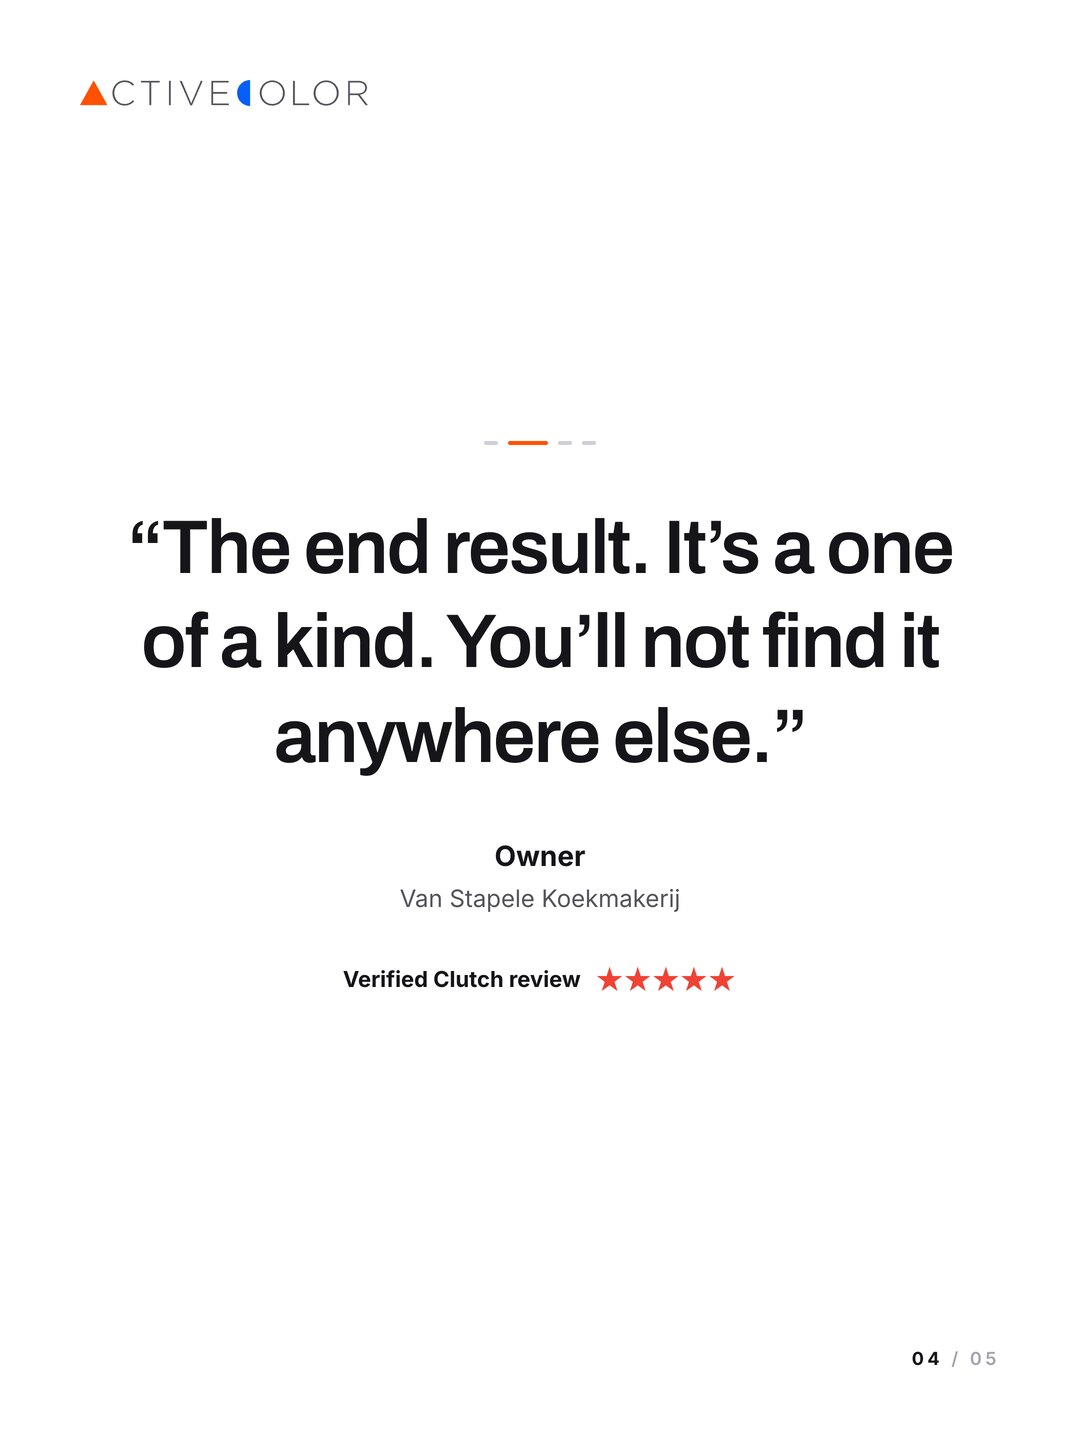 ACTIVECOLOR
“The end result. It’s a one
of a kind. You’ll not find it
anywhere else.”
Owner
Van Stapele Koekmakerij
Verified Clutch review ★★★★★
04 / 05